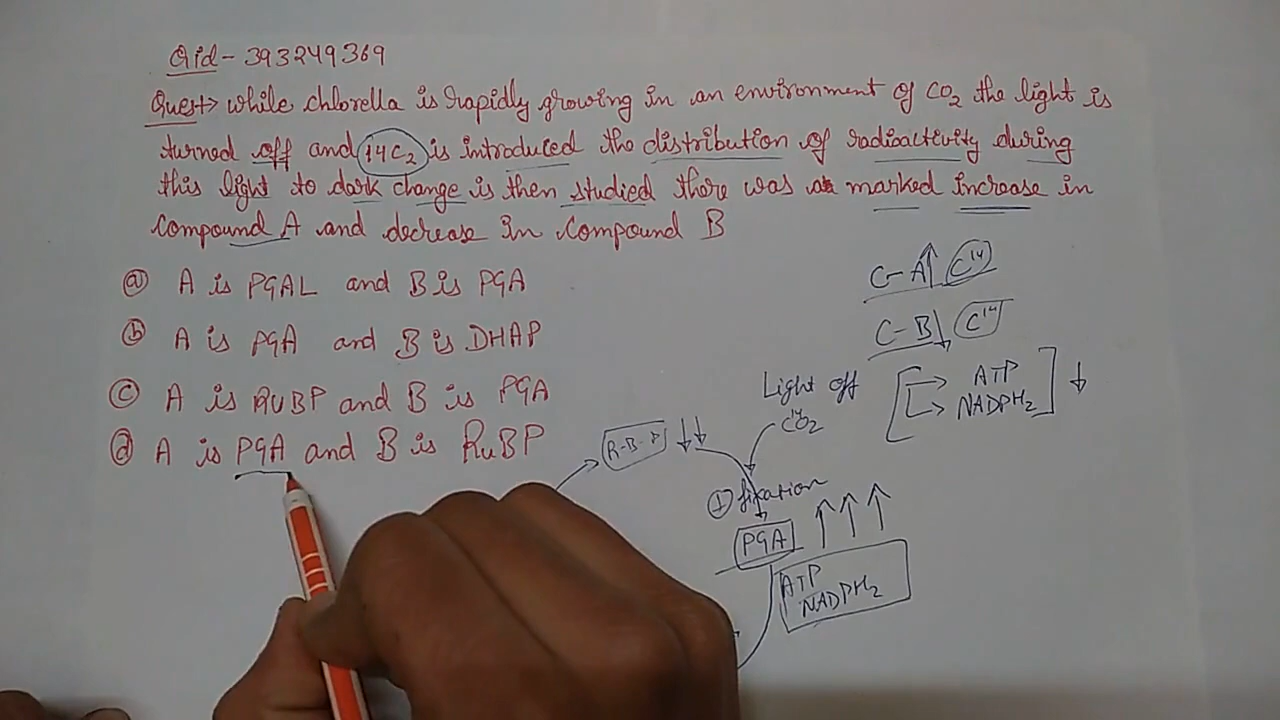 Qid - 393249369
Quest> while chlorella is rapidly growing in an environment of CO2 the light is
turned off and 14C2 is introduced the distribution of radioactivity during
this light to dark change is then studied there was a marked increase in
Compound A and decrease in Compound B
(a) A is PGAL and B is PGA
(b) A is PGA and B is DHAP
(c) A is RUBP and B is PGA
(d) A is PGA and B is RuBP
C-A↑ C14
C-B↓ C14
Light off
ATP
NADPH2
↓
C14O2
R-B-P ↓↓
① fixation
PGA ↑↑↑
ATP
NADPH2